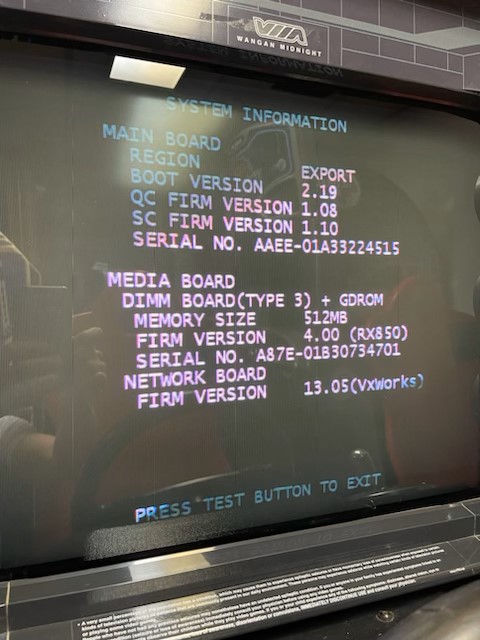 WANGAN MIDNIGHT
SYSTEM INFORMATION
MAIN BOARD
REGION EXPORT
BOOT VERSION 2.19
QC FIRM VERSION 1.08
SC FIRM VERSION 1.10
SERIAL NO. AAEE-01A33224515
MEDIA BOARD
DIMM BOARD(TYPE 3) + GDROM
MEMORY SIZE 512MB
FIRM VERSION 4.00 (RX850)
SERIAL NO. A87E-01B30734701
NETWORK BOARD
FIRM VERSION 13.05(VxWorks)
PRESS TEST BUTTON TO EXIT